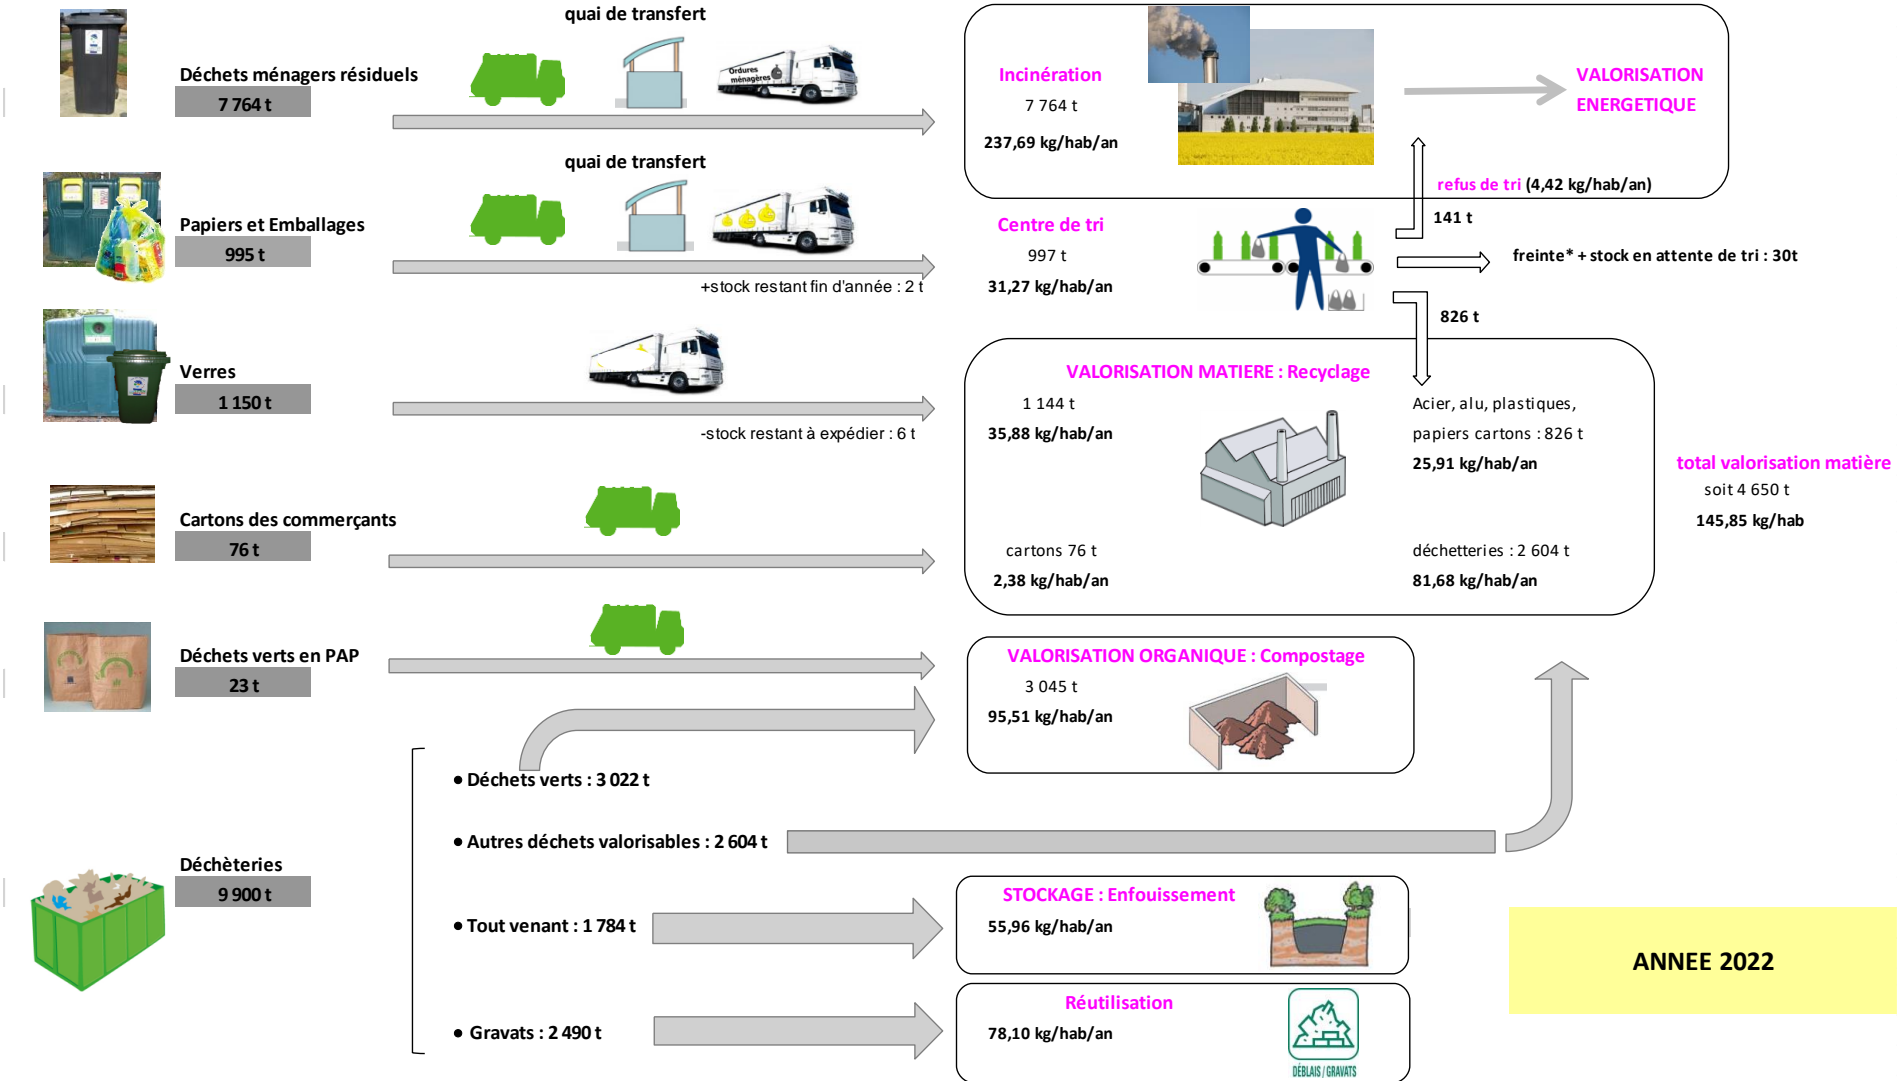 quai de transfert
Déchets ménagers résiduels
7 764 t
Ordures
ménagères
Incinération
7 764 t
237,69 kg/hab/an
VALORISATION
ENERGETIQUE
quai de transfert
refus de tri (4,42 kg/hab/an)
141 t
Papiers et Emballages
995 t
+stock restant fin d'année : 2 t
Centre de tri
997 t
31,27 kg/hab/an
freinte* + stock en attente de tri : 30t
826 t
Verres
1 150 t
-stock restant à expédier : 6 t
VALORISATION MATIERE : Recyclage
1 144 t
35,88 kg/hab/an
Acier, alu, plastiques,
papiers cartons : 826 t
25,91 kg/hab/an
total valorisation matière
soit 4 650 t
145,85 kg/hab
Cartons des commerçants
76 t
cartons 76 t
2,38 kg/hab/an
déchetteries : 2 604 t
81,68 kg/hab/an
Déchets verts en PAP
23 t
VALORISATION ORGANIQUE : Compostage
3 045 t
95,51 kg/hab/an
• Déchets verts : 3 022 t
• Autres déchets valorisables : 2 604 t
Déchèteries
9 900 t
• Tout venant : 1 784 t
STOCKAGE : Enfouissement
55,96 kg/hab/an
ANNEE 2022
• Gravats : 2 490 t
Réutilisation
78,10 kg/hab/an
DÉBLAIS / GRAVATS